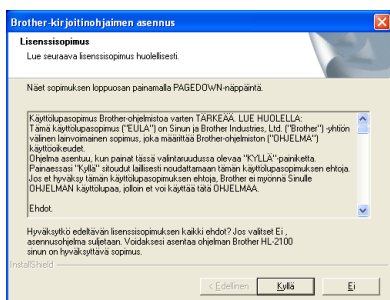 Brother-kirjoitinohjaimen asennus
Lisenssisopimus
Lue seuraava lisenssisopimus huolellisesti.
Näet sopimuksen loppuosan painamalla PAGEDOWN-näppäintä.
Käyttölupasopimus Brother-ohjelmistoa varten TÄRKEÄÄ. LUE HUOLELLA:
Tämä käyttölupasopimus ("EULA") on Sinun ja Brother Industries, Ltd. ("Brother") -yhtiön
välinen lainvoimainen sopimus, joka määrittää Brother-ohjelmiston (”OHJELMA”)
käyttöoikeudet.
Ohjelma asentuu, kun painat tässä valintaruudussa olevaa "KYLLÄ"-painiketta.
Painaessasi "Kyllä" sitoudut laillisesti noudattamaan tämän käyttölupasopimuksen ehtoja.
Jos et hyväksy tämän käyttölupasopimuksen ehtoja, Brother ei myönnä Sinulle
OHJELMAN käyttölupaa, jolloin et voi käyttää tätä OHJELMAA.
Ehdot.
Hyväksytkö edeltävän lisenssisopimuksen kaikki ehdot? Jos valitset Ei ,
asennusohjelma suljetaan. Voidaksesi asentaa ohjelman Brother HL-2100
sinun on hyväksyttävä sopimus.
InstallShield
< Edellinen Kyllä Ei